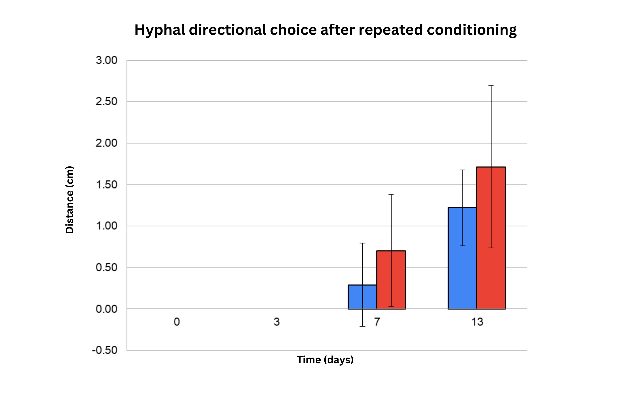 Hyphal directional choice after repeated conditioning
3.00
2.50
2.00
1.50
1.00
0.50
0.00
-0.50
Distance (cm)
0 3 7 13
Time (days)